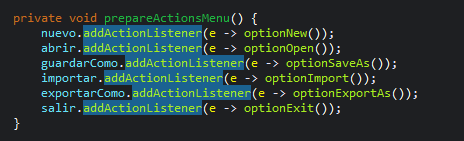 private void prepareActionsMenu() {
    nuevo.addActionListener(e -> optionNew());
    abrir.addActionListener(e -> optionOpen());
    guardarComo.addActionListener(e -> optionSaveAs());
    importar.addActionListener(e -> optionImport());
    exportarComo.addActionListener(e -> optionExportAs());
    salir.addActionListener(e -> optionExit());
}